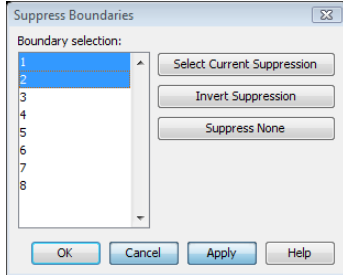 Suppress Boundaries
Boundary selection:
1
2
3
4
5
6
7
8
Select Current Suppression
Invert Suppression
Suppress None
OK Cancel Apply Help